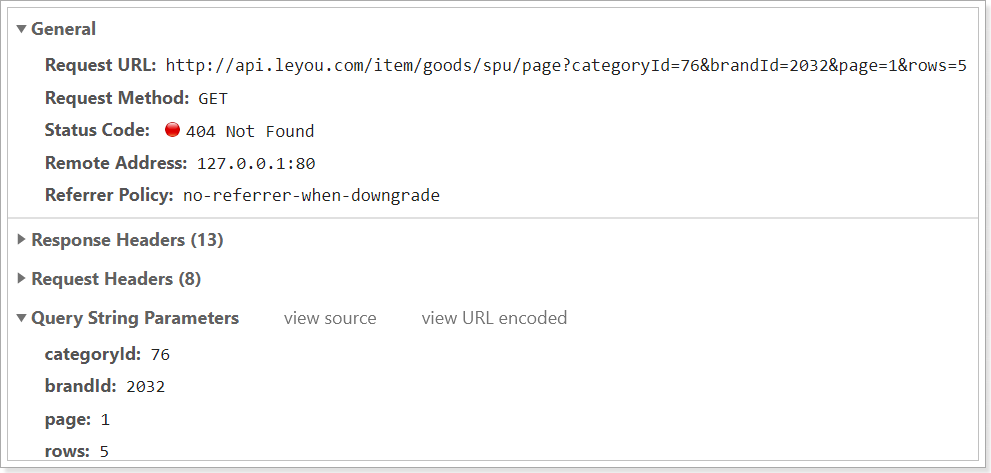 General
Request URL: http://api.leyou.com/item/goods/spu/page?categoryId=76&brandId=2032&page=1&rows=5
Request Method: GET
Status Code: 404 Not Found
Remote Address: 127.0.0.1:80
Referrer Policy: no-referrer-when-downgrade
Response Headers (13)
Request Headers (8)
Query String Parameters view source view URL encoded
categoryId: 76
brandId: 2032
page: 1
rows: 5